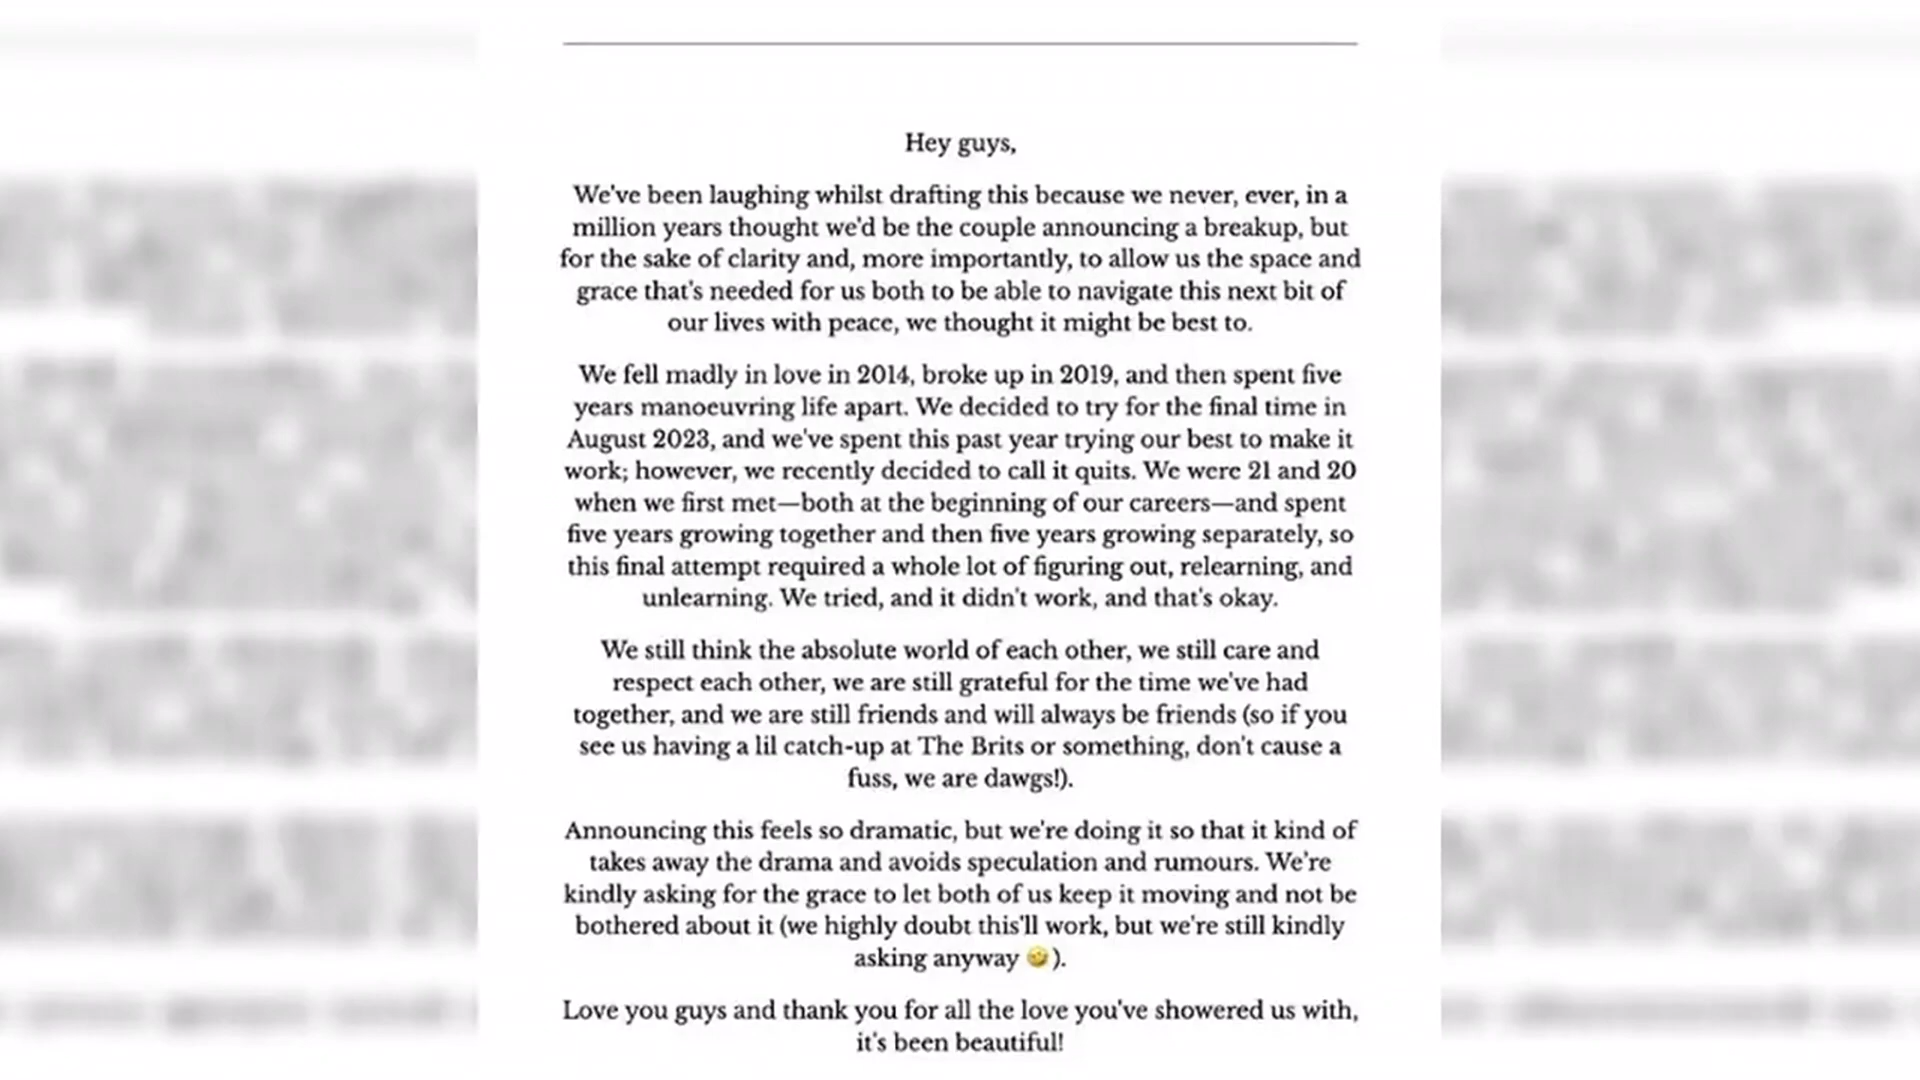 Hey guys,
We've been laughing whilst drafting this because we never, ever, in a
million years thought we'd be the couple announcing a breakup, but
for the sake of clarity and, more importantly, to allow us the space and
grace that's needed for us both to be able to navigate this next bit of
our lives with peace, we thought it might be best to.
We fell madly in love in 2014, broke up in 2019, and then spent five
years manoeuvring life apart. We decided to try for the final time in
August 2023, and we've spent this past year trying our best to make it
work; however, we recently decided to call it quits. We were 21 and 20
when we first met—both at the beginning of our careers—and spent
five years growing together and then five years growing separately, so
this final attempt required a whole lot of figuring out, relearning, and
unlearning. We tried, and it didn't work, and that's okay.
We still think the absolute world of each other, we still care and
respect each other, we are still grateful for the time we've had
together, and we are still friends and will always be friends (so if you
see us having a lil catch-up at The Brits or something, don't cause a
fuss, we are dawgs!).
Announcing this feels so dramatic, but we're doing it so that it kind of
takes away the drama and avoids speculation and rumours. We're
kindly asking for the grace to let both of us keep it moving and not be
bothered about it (we highly doubt this'll work, but we're still kindly
asking anyway 🤣).
Love you guys and thank you for all the love you've showered us with,
it's been beautiful!